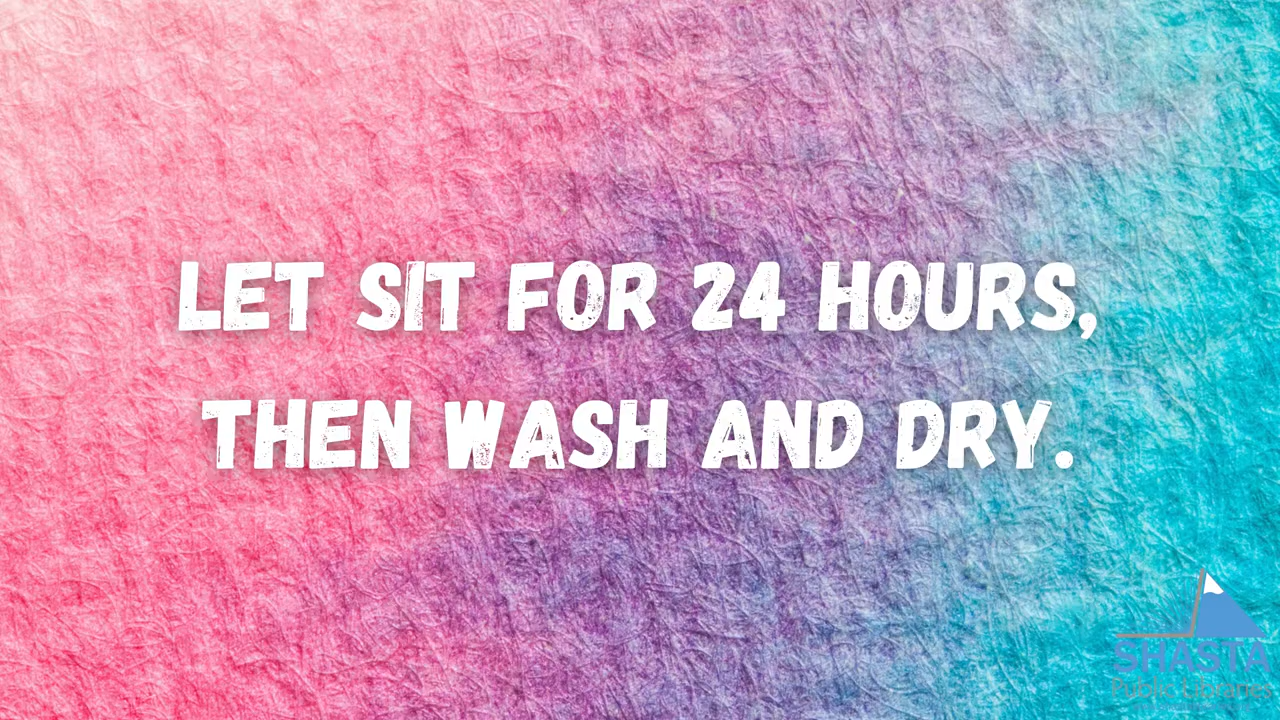 LET SIT FOR 24 HOURS,
THEN WASH AND DRY.
SHASTA
Public Libraries